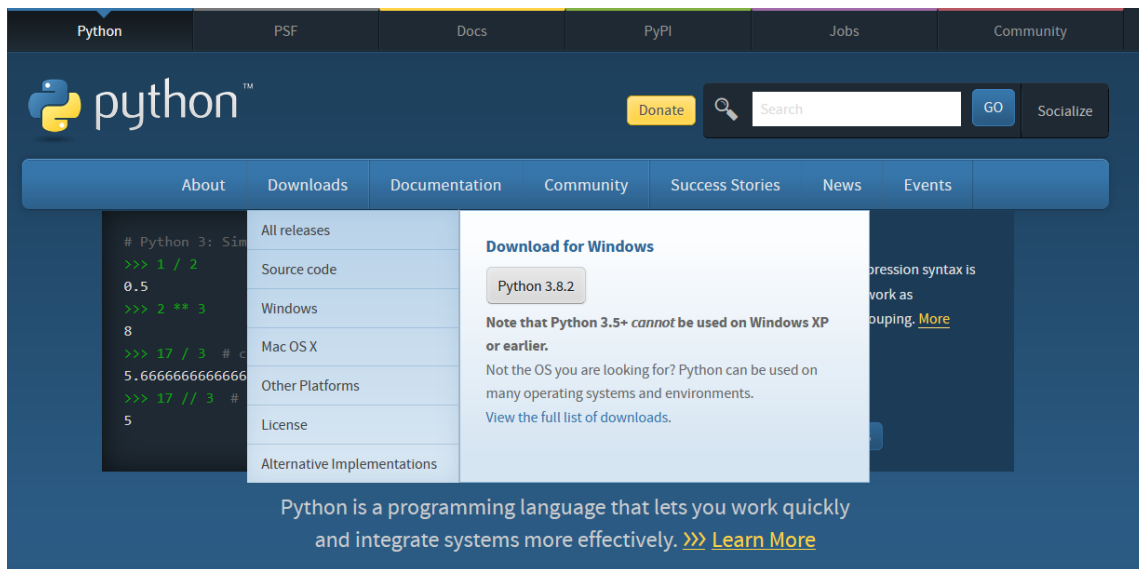 Python PSF Docs PyPI Jobs Community
python™
Donate Search GO Socialize
About Downloads Documentation Community Success Stories News Events
All releases
Source code
Windows
Mac OS X
Other Platforms
License
Alternative Implementations
Download for Windows
Python 3.8.2
Note that Python 3.5+ cannot be used on Windows XP
or earlier.
Not the OS you are looking for? Python can be used on
many operating systems and environments.
View the full list of downloads.
# Python 3: Sim
>>> 1 / 2
0.5
>>> 2 ** 3
8
>>> 17 / 3 # c
5.6666666666666
>>> 17 // 3 #
5
pression syntax is
work as
ouping. More
Python is a programming language that lets you work quickly
and integrate systems more effectively. >>> Learn More